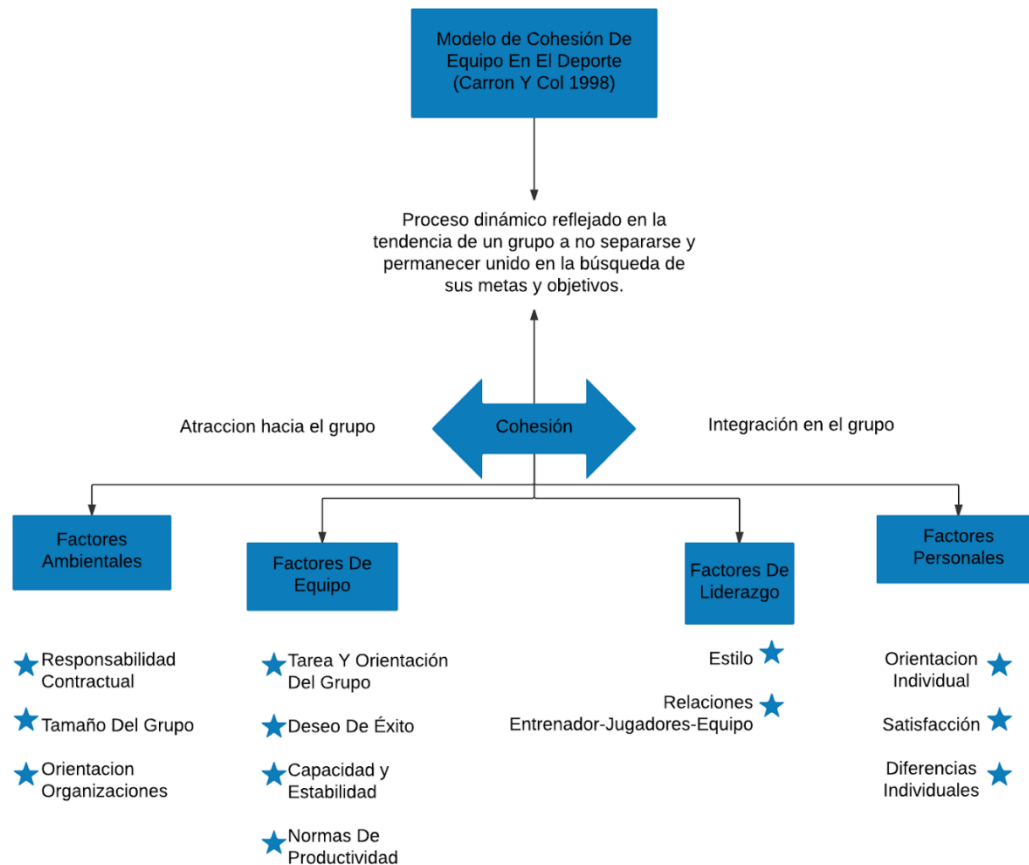 Modelo de Cohesión De
Equipo En El Deporte
(Carron Y Col 1998)
Proceso dinámico reflejado en la
tendencia de un grupo a no separarse y
permanecer unido en la búsqueda de
sus metas y objetivos.
Atraccion hacia el grupo
Cohesión
Integración en el grupo
Factores
Ambientales
Responsabilidad
Contractual
Tamaño Del Grupo
Orientacion
Organizaciones
Factores De
Equipo
Tarea Y Orientación
Del Grupo
Deseo De Éxito
Capacidad y
Estabilidad
Normas De
Productividad
Factores De
Liderazgo
Estilo
Relaciones
Entrenador-Jugadores-Equipo
Factores
Personales
Orientacion
Individual
Satisfacción
Diferencias
Individuales